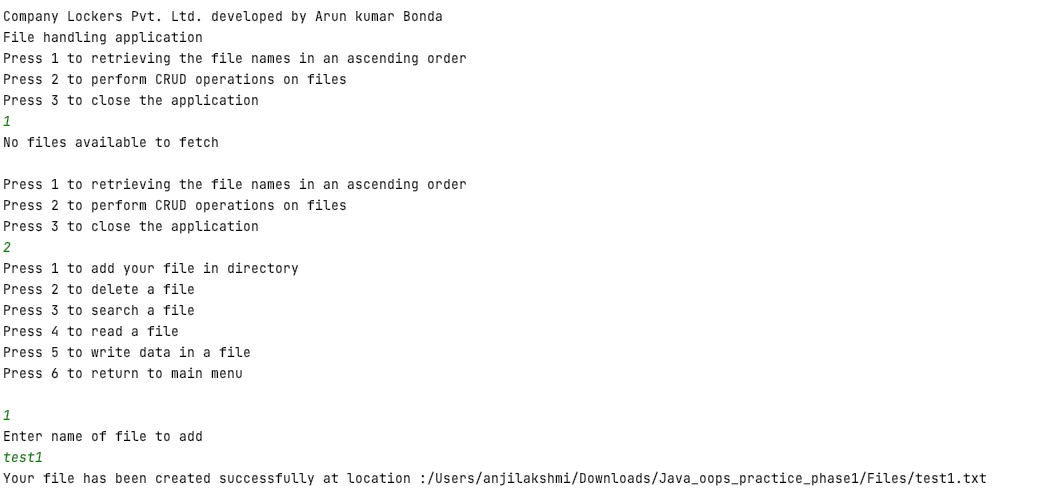 Company Lockers Pvt. Ltd. developed by Arun kumar Bonda
File handling application
Press 1 to retrieving the file names in an ascending order
Press 2 to perform CRUD operations on files
Press 3 to close the application
1
No files available to fetch
Press 1 to retrieving the file names in an ascending order
Press 2 to perform CRUD operations on files
Press 3 to close the application
2
Press 1 to add your file in directory
Press 2 to delete a file
Press 3 to search a file
Press 4 to read a file
Press 5 to write data in a file
Press 6 to return to main menu
1
Enter name of file to add
test1
Your file has been created successfully at location :/Users/anjilakshmi/Downloads/Java_oops_practice_phase1/Files/test1.txt